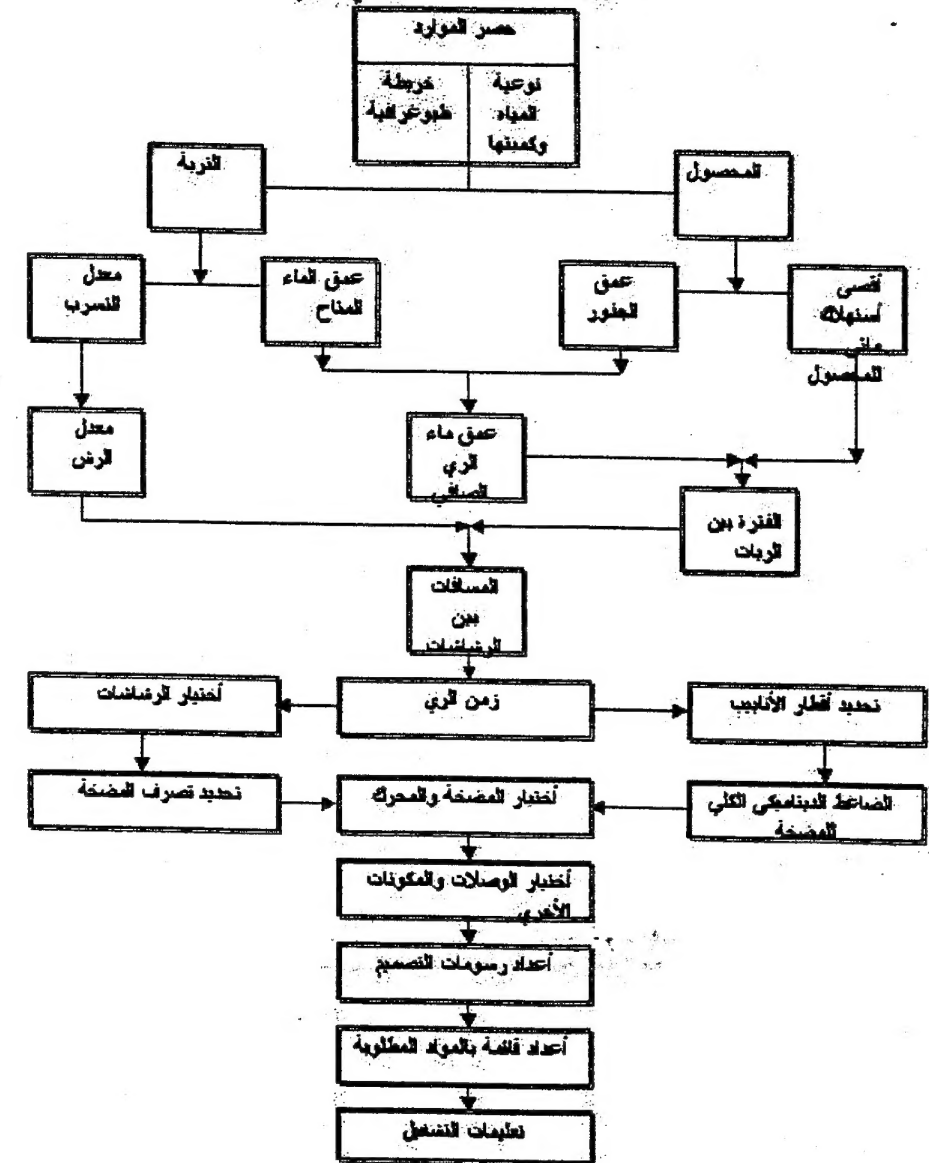 حصر الموارد
نوعية
المياه
وكميتها
خريطة
طبوغرافية
المحصول
التربة
أقصى
أستهلاك
مائي
للمحصول
عمق
الجذور
عمق الماء
المتاح
معدل
التسرب
عمق ماء
الري
الصافي
معدل
الرش
الفترة بين
الريات
المسافات
بين
الرشاشات
تحديد أقطار الأنابيب
زمن الري
أختيار الرشاشات
الضاغط الديناميكي الكلي
للمضخة
أختيار المضخة والمحرك
تحديد تصرف المضخة
أختيار الوصلات والمكونات
الأخري
أعداد رسومات التصميم
أعداد قائمة بالمواد المطلوبة
تعليمات التشغيل